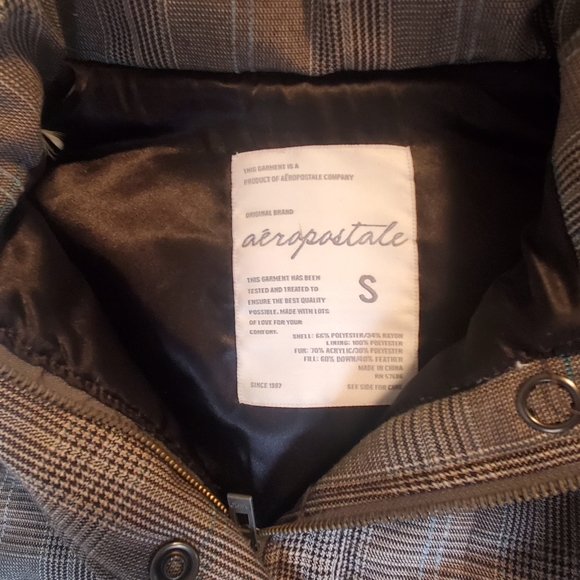 THIS GARMENT IS A
PRODUCT OF AÉROPOSTALE COMPANY
ORIGINAL BRAND
aéropostale
THIS GARMENT HAS BEEN
TESTED AND TREATED TO
ENSURE THE BEST QUALITY
POSSIBLE. MADE WITH LOTS
OF LOVE FOR YOUR
COMFORT.
S
SHELL: 66% POLYESTER/34% RAYON
LINING: 100% POLYESTER
FUR: 70% ACRYLIC/30% POLYESTER
FILL: 60% DOWN/40% FEATHER
MADE IN CHINA
RN
SINCE 1987
SEE SIDE FOR CARE